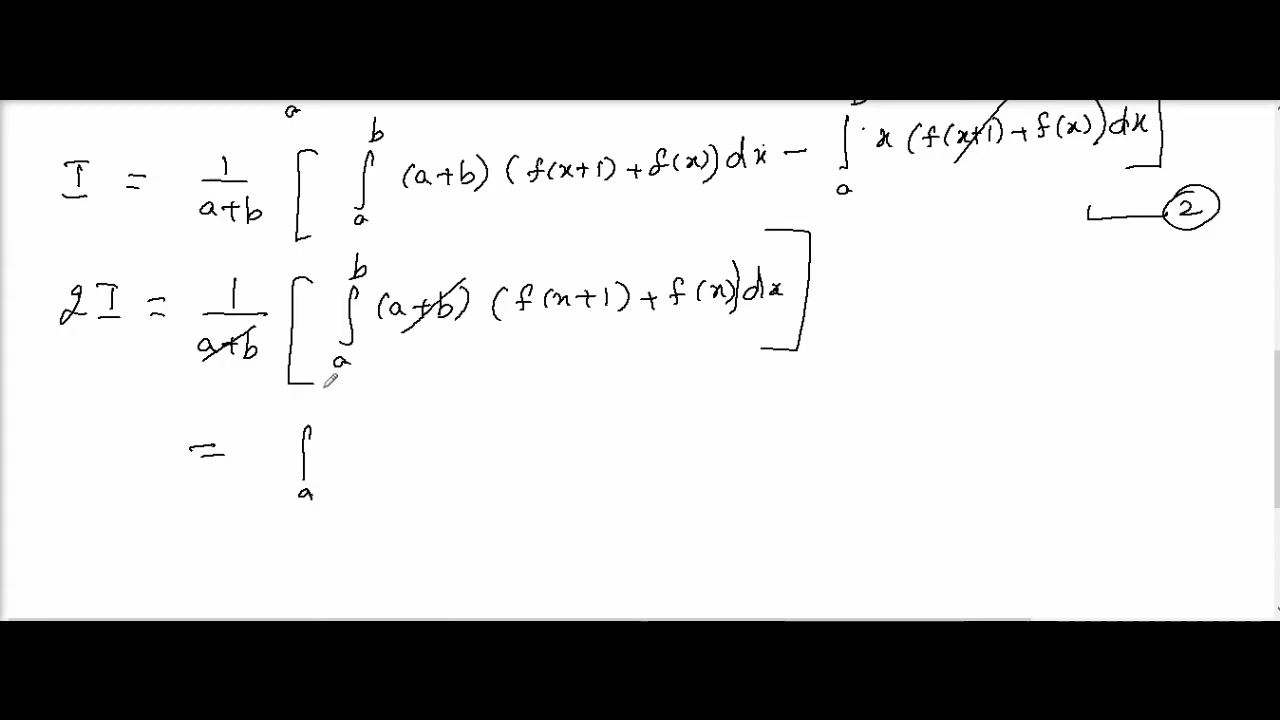 I = 1/(a+b) [ ∫_a^b (a+b) (f(x+1) + f(x)) dx − ∫_a^b x (f(x+1) + f(x)) dx ] — ②
2I = 1/(a+b) [ ∫_a^b (a+b) (f(x+1) + f(x)) dx ]
= ∫_a